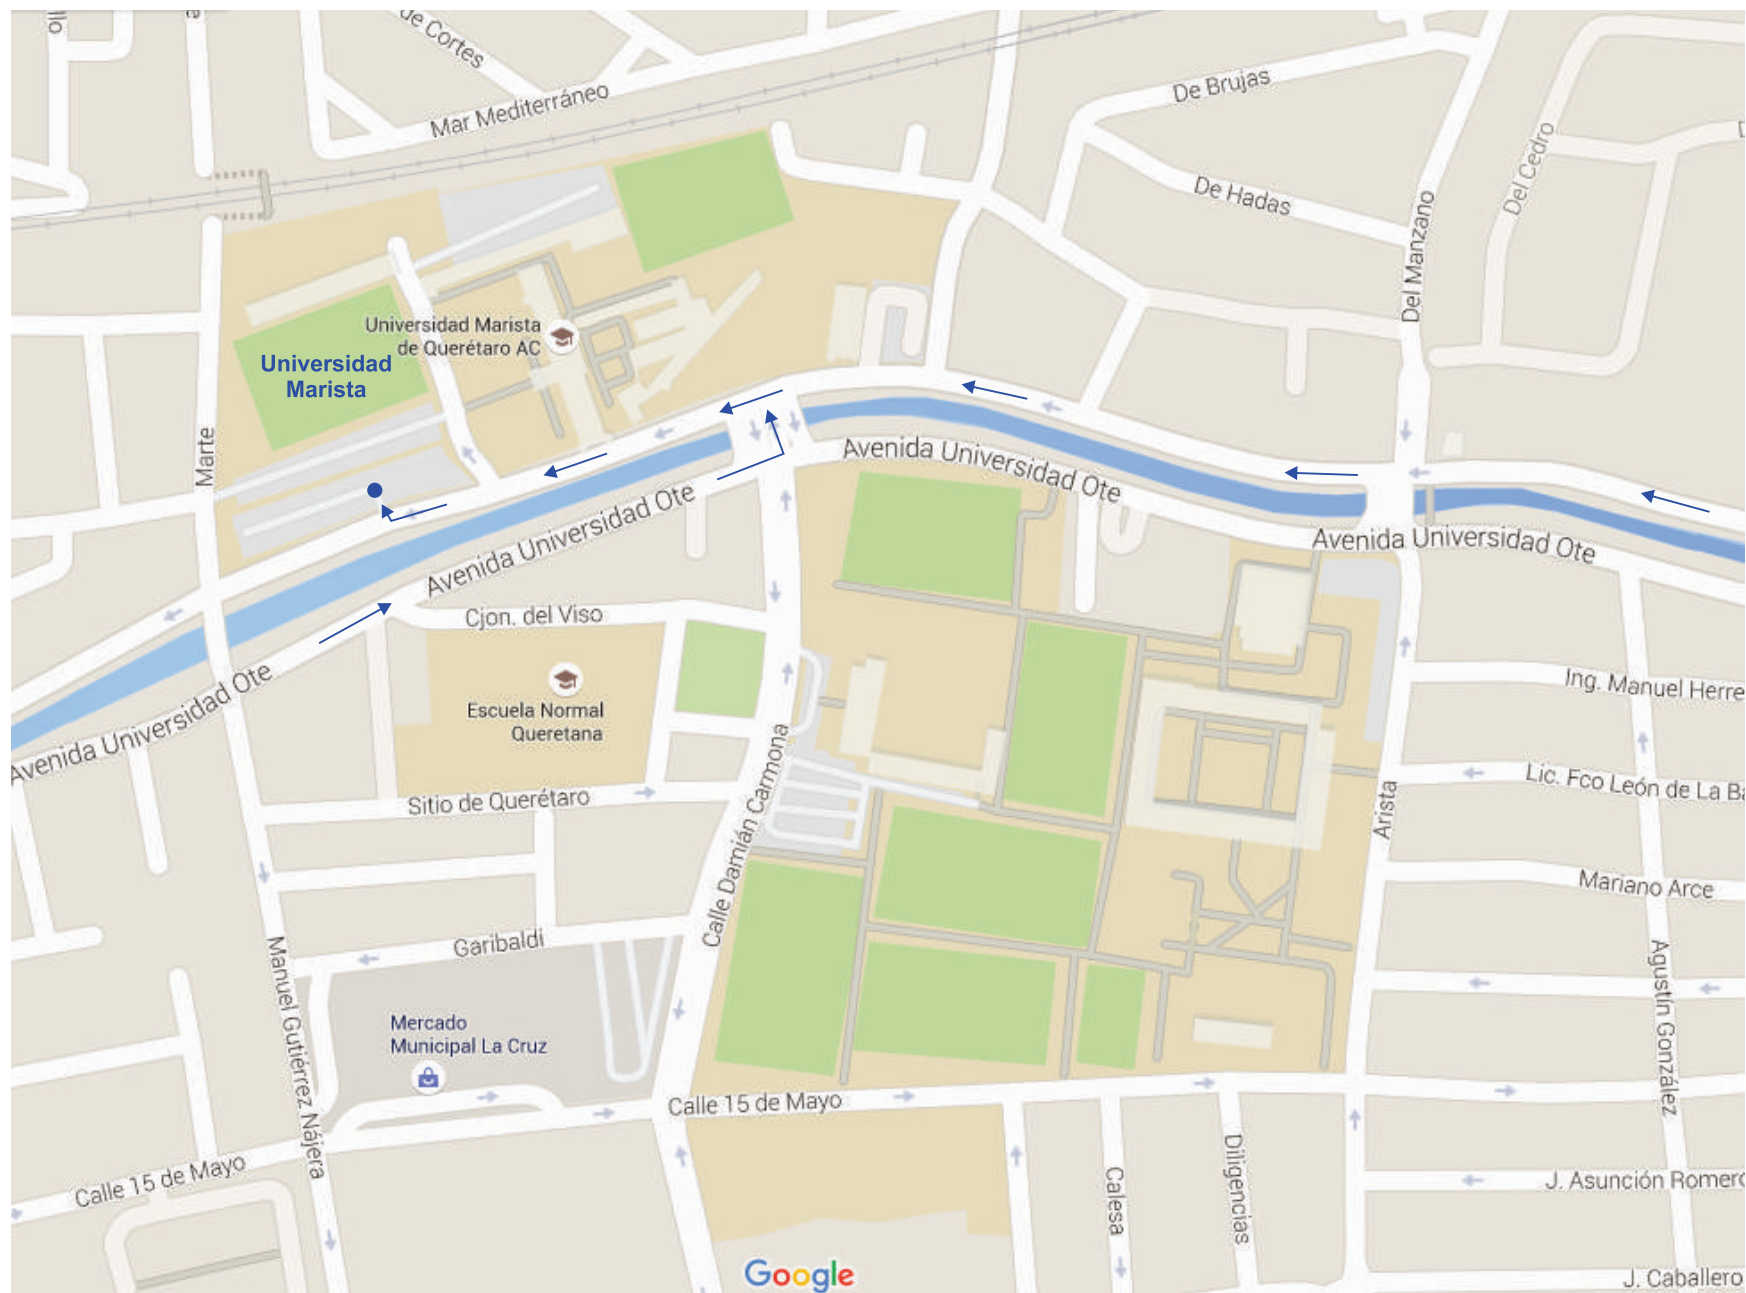 de Cortes
Mar Mediterráneo
De Brujas
De Hadas
Del Cedro
Del Manzano
Universidad Marista
de Querétaro AC
Universidad
Marista
Marte
Avenida Universidad Ote
Avenida Universidad Ote
Avenida Universidad Ote
Avenida Universidad Ote
Cjon. del Viso
Escuela Normal
Queretana
Sitio de Querétaro
Calle Damián Carmona
Ing. Manuel Herre
Lic. Fco León de La Ba
Arista
Mariano Arce
Garibaldi
Manuel Gutiérrez Nájera
Agustín González
Mercado
Municipal La Cruz
Calle 15 de Mayo
Calle 15 de Mayo
Calesa
Diligencias
J. Asunción Romero
J. Caballero
Google